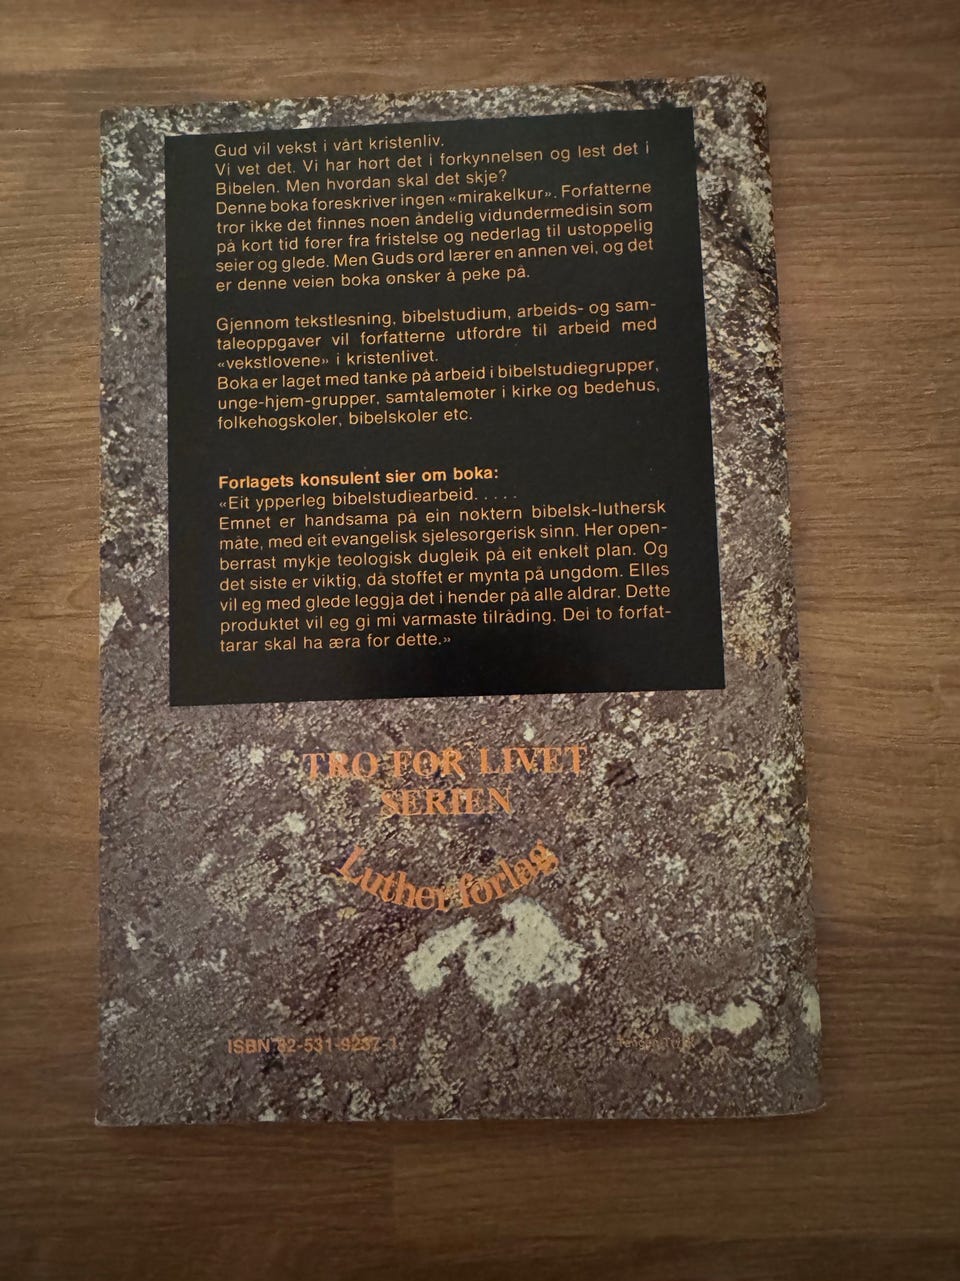 Gud vil vekst i vårt kristenliv.
Vi vet det. Vi har hørt det i forkynnelsen og lest det i
Bibelen. Men hvordan skal det skje?
Denne boka foreskriver ingen «mirakelkur». Forfatterne
tror ikke det finnes noen åndelig vidundermedisin som
på kort tid fører fra fristelse og nederlag til ustoppelig
seier og glede. Men Guds ord lærer en annen vei, og det
er denne veien boka ønsker å peke på.
Gjennom tekstlesning, bibelstudium, arbeids- og sam-
taleoppgaver vil forfatterne utfordre til arbeid med
«vekstlovene» i kristenlivet.
Boka er laget med tanke på arbeid i bibelstudiegrupper,
unge-hjem-grupper, samtalemøter i kirke og bedehus,
folkehøgskoler, bibelskoler etc.
Forlagets konsulent sier om boka:
«Eit ypperleg bibelstudiearbeid. . . . .
Emnet er handsama på ein nøktern bibelsk-luthersk
måte, med eit evangelisk sjelesørgerisk sinn. Her open-
berrast mykje teologisk dugleik på eit enkelt plan. Og
det siste er viktig, då stoffet er mynta på ungdom. Elles
vil eg med glede leggja det i hender på alle aldrar. Dette
produktet vil eg gi mi varmaste tilråding. Dei to forfat-
tarar skal ha æra for dette.»
TRO FOR LIVET
SERIEN
Luther forlag
ISBN 82-531-9237-1